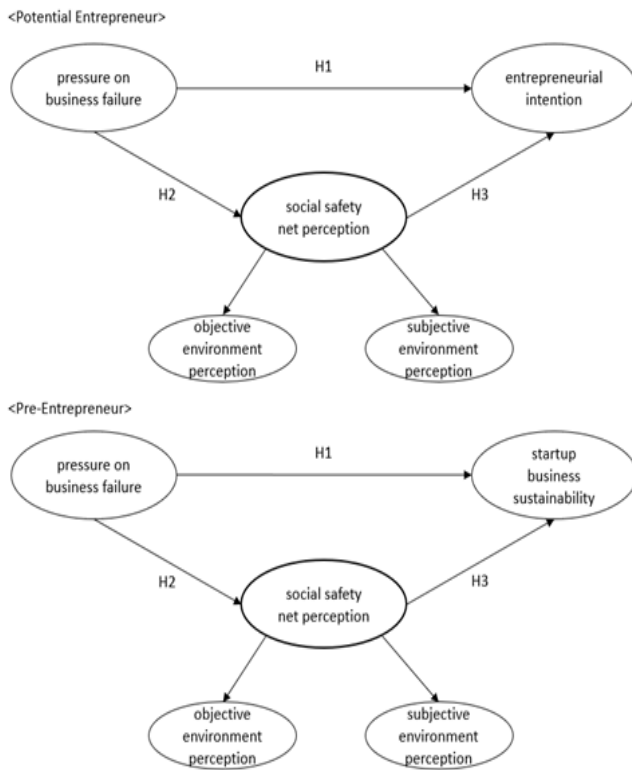 <Potential Entrepreneur>
pressure on
business failure
H1
entrepreneurial
intention
H2
social safety
net perception
H3
objective
environment
perception
subjective
environment
perception
<Pre-Entrepreneur>
pressure on
business failure
H1
startup
business
sustainability
H2
social safety
net perception
H3
objective
environment
perception
subjective
environment
perception